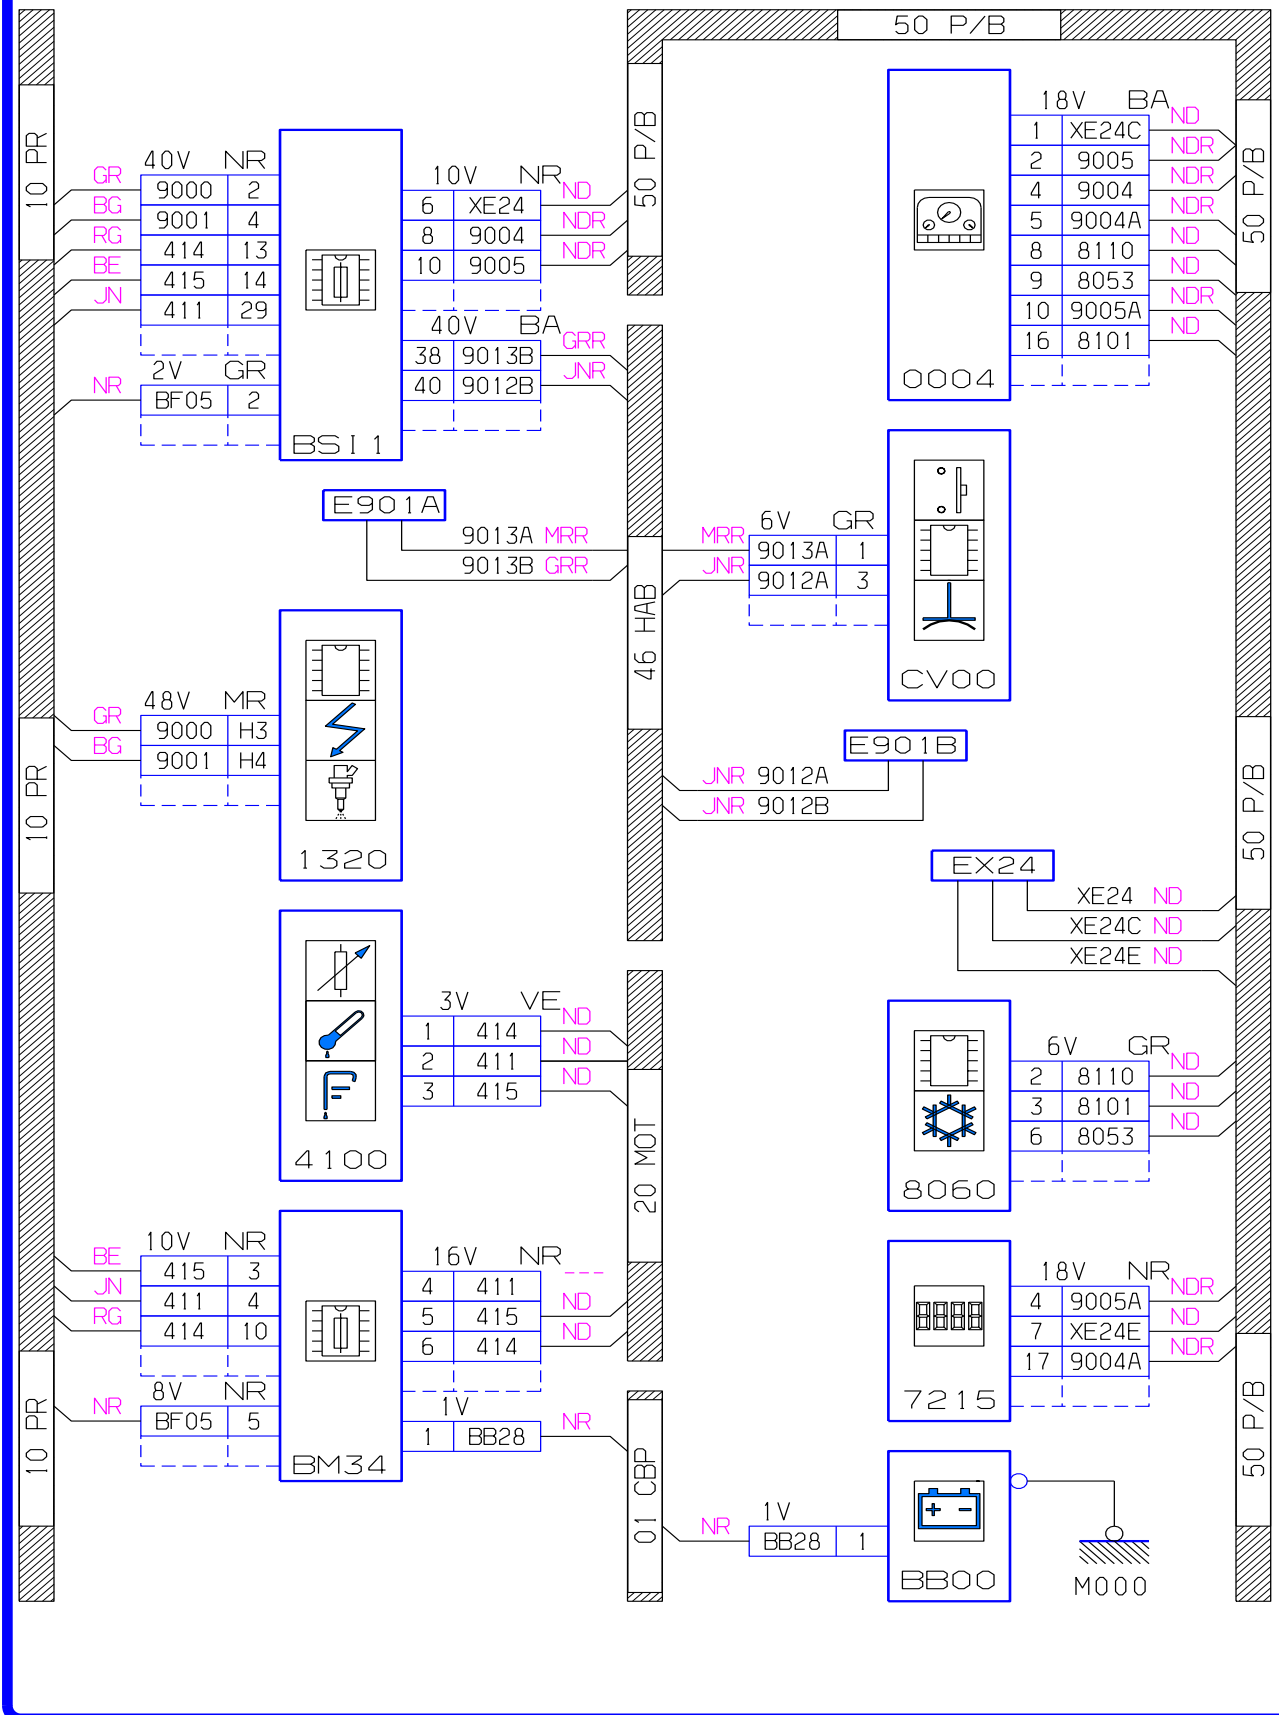 50 P/B
10 PR
50 P/B
50 P/B
40V NR
GR 9000 2
BG 9001 4
RG 414 13
BE 415 14
JN 411 29
2V GR
NR BF05 2
BSI1
10V NR
6 XE24 ND
8 9004 NDR
10 9005 NDR
40V BA
38 9013B GRR
40 9012B JNR
18V BA
1 XE24C ND
2 9005 NDR
4 9004 NDR
5 9004A NDR
8 8110 ND
9 8053 ND
10 9005A NDR
16 8101 ND
0004
E901A
9013A MRR
9013B GRR
46 HAB
6V GR
MRR 9013A 1
JNR 9012A 3
CV00
48V MR
GR 9000 H3
BG 9001 H4
1320
10 PR
E901B
JNR 9012A
JNR 9012B
50 P/B
EX24
XE24 ND
XE24C ND
XE24E ND
3V VE
1 414 ND
2 411 ND
3 415 ND
4100
20 MOT
6V GR
2 8110 ND
3 8101 ND
6 8053 ND
8060
10V NR
BE 415 3
JN 411 4
RG 414 10
8V NR
NR BF05 5
BM34
10 PR
16V NR
4 411 ---
5 415 ND
6 414 ND
1V
1 BB28 NR
01 CBP
18V NR
4 9005A NDR
7 XE24E ND
17 9004A NDR
7215
50 P/B
1V
NR BB28 1
+ -
BB00
M000